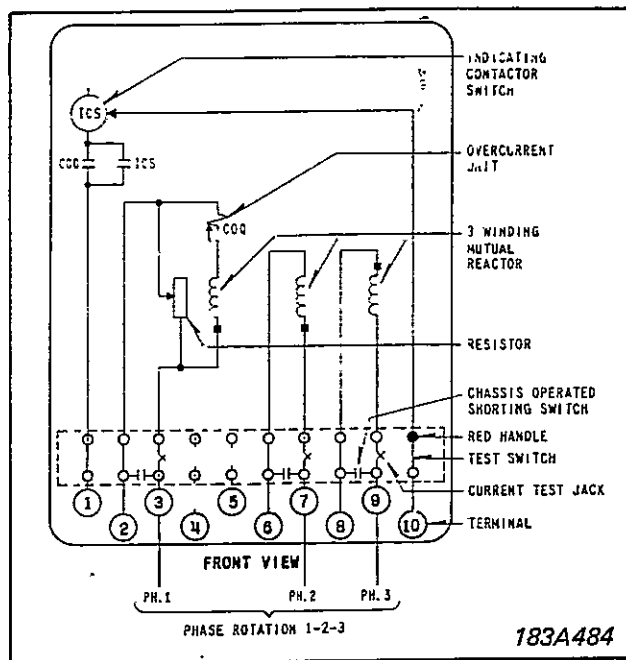 INDICATING
CONTACTOR
SWITCH
ICS
COQ
ICS
OVERCURRENT
UNIT
COQ
3 WINDING
MUTUAL
REACTOR
RESISTOR
CHASSIS OPERATED
SHORTING SWITCH
RED HANDLE
TEST SWITCH
CURRENT TEST JACK
TERMINAL
1
2
3
4
5
6
7
8
9
10
FRONT VIEW
PH.1
PH.2
PH.3
PHASE ROTATION 1-2-3
183A484